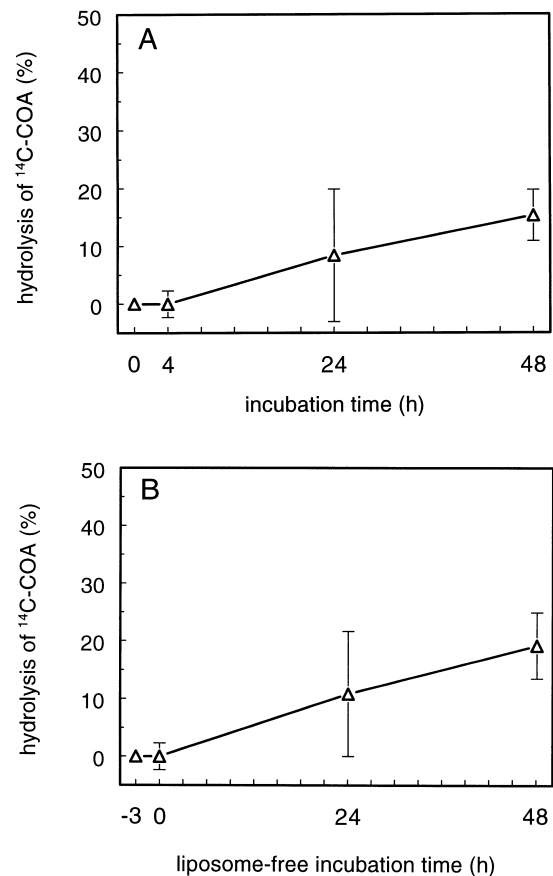 A
50
40
30
20
10
0
hydrolysis of ¹⁴C-COA (%)
0 4 24 48
incubation time (h)
B
50
40
30
20
10
0
hydrolysis of ¹⁴C-COA (%)
-3 0 24 48
liposome-free incubation time (h)